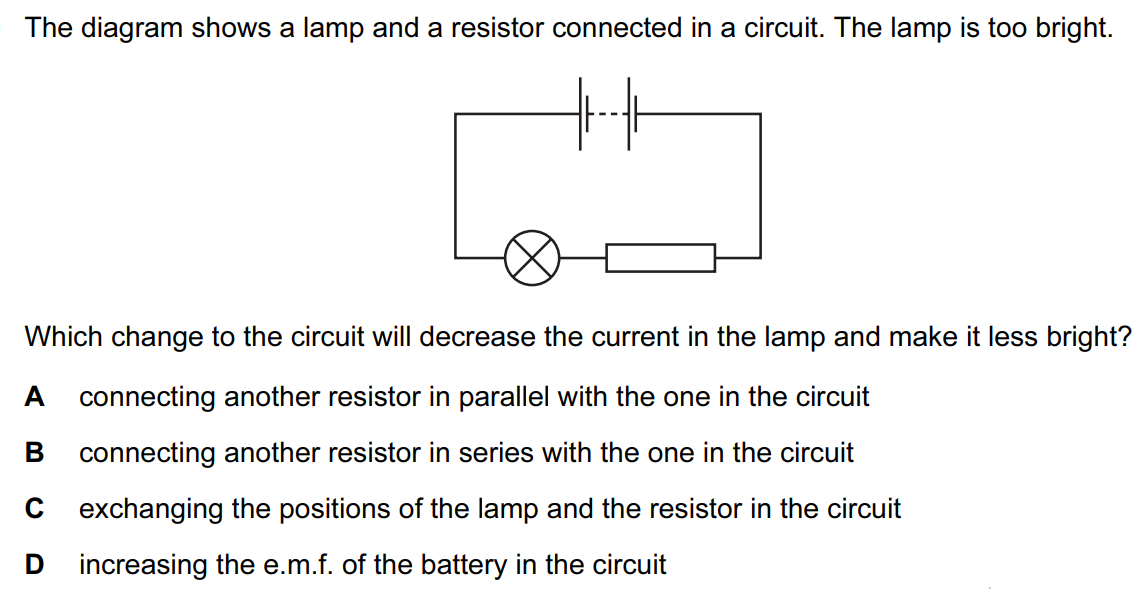 The diagram shows a lamp and a resistor connected in a circuit. The lamp is too bright.
Which change to the circuit will decrease the current in the lamp and make it less bright?
A connecting another resistor in parallel with the one in the circuit
B connecting another resistor in series with the one in the circuit
C exchanging the positions of the lamp and the resistor in the circuit
D increasing the e.m.f. of the battery in the circuit